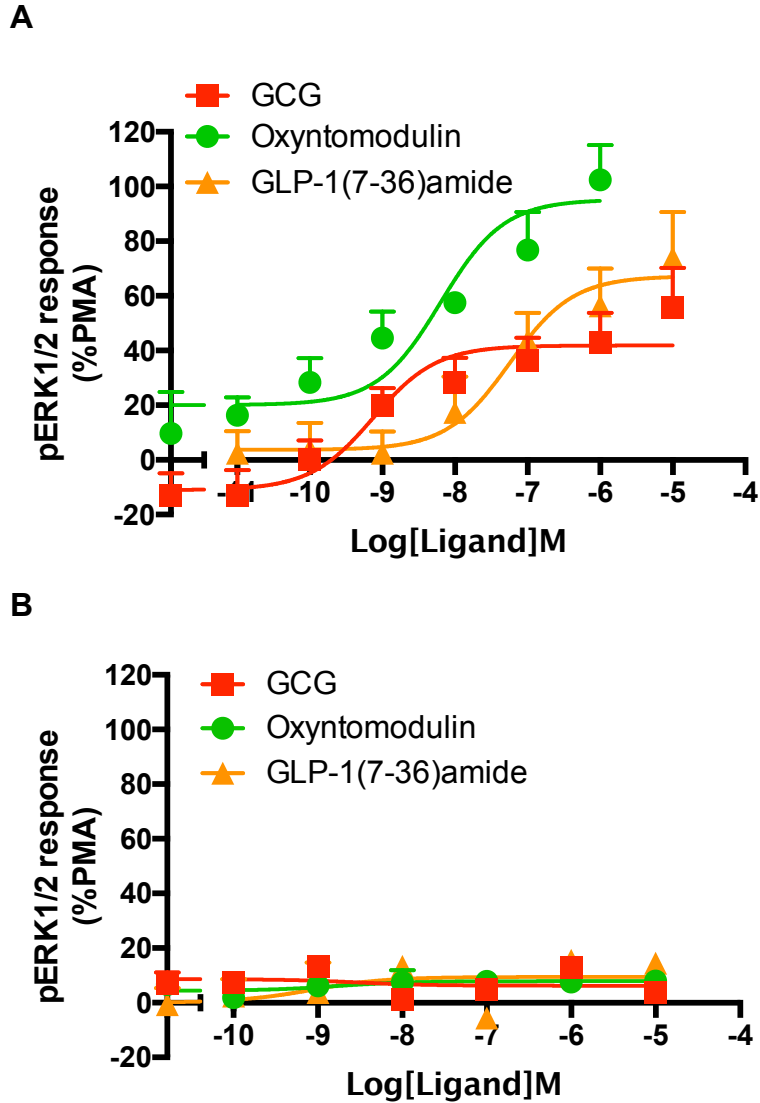 A
GCG
Oxyntomodulin
GLP-1(7-36)amide
120
100
80
60
40
20
0
-20
pERK1/2 response
(%PMA)
-10
-9
-8
-7
-6
-5
-4
Log[Ligand]M
B
GCG
Oxyntomodulin
GLP-1(7-36)amide
120
100
80
60
40
20
0
-20
pERK1/2 response
(%PMA)
-10
-9
-8
-7
-6
-5
-4
Log[Ligand]M